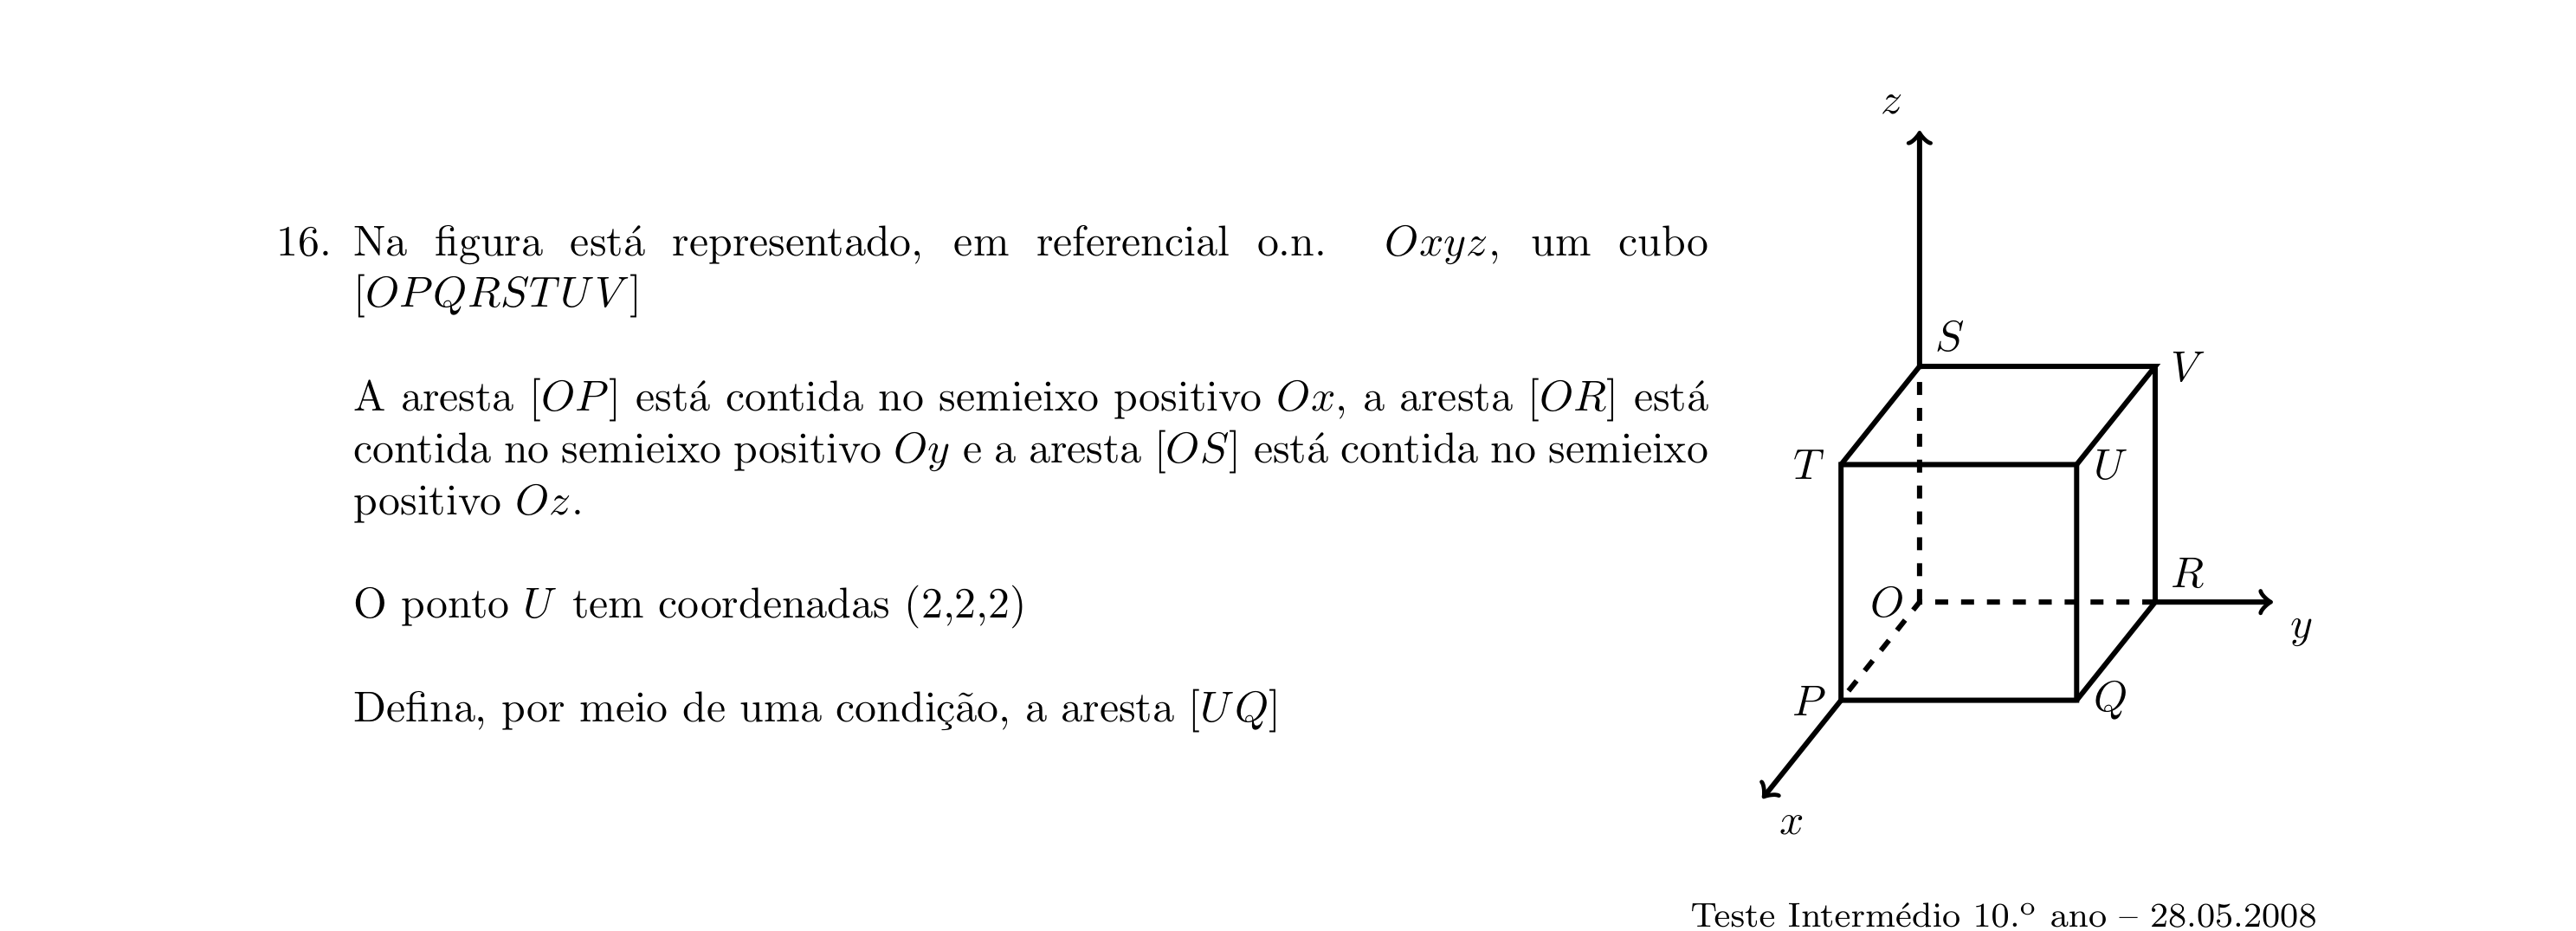 16. Na figura está representado, em referencial o.n. Oxyz, um cubo
[OPQRSTUV]
A aresta [OP] está contida no semieixo positivo Ox, a aresta [OR] está
contida no semieixo positivo Oy e a aresta [OS] está contida no semieixo
positivo Oz.
O ponto U tem coordenadas (2,2,2)
Defina, por meio de uma condição, a aresta [UQ]
z
S
V
T
U
O
R
y
P
Q
x
Teste Intermédio 10.º ano – 28.05.2008